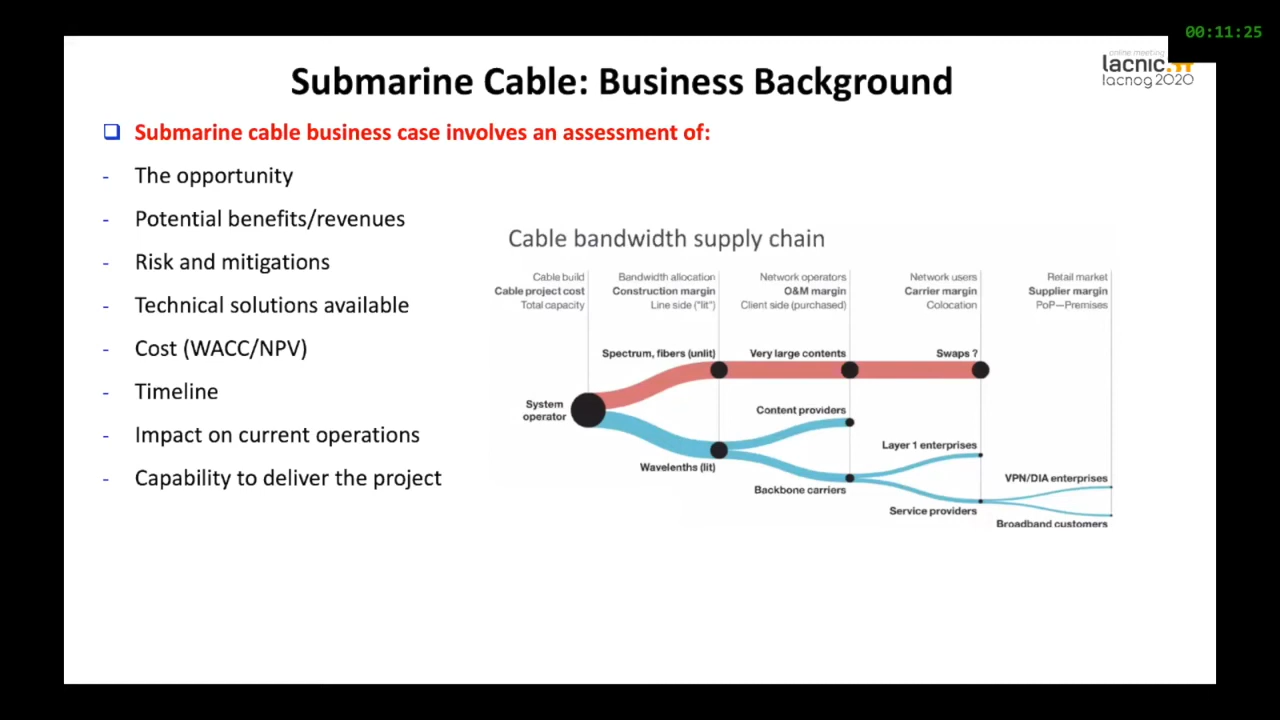 00:11:25
online meeting
lacnic
lacnog2020
Submarine Cable: Business Background
Submarine cable business case involves an assessment of:
- The opportunity
- Potential benefits/revenues
- Risk and mitigations
- Technical solutions available
- Cost (WACC/NPV)
- Timeline
- Impact on current operations
- Capability to deliver the project
Cable bandwidth supply chain
Cable build
Cable project cost
Total capacity
Bandwidth allocation
Construction margin
Line side ("lit")
Network operators
O&M margin
Client side (purchased)
Network users
Carrier margin
Colocation
Retail market
Supplier margin
PoP—Premises
System
operator
Spectrum, fibers (unlit)
Very large contents
Swaps ?
Wavelenths (lit)
Content providers
Backbone carriers
Layer 1 enterprises
Service providers
VPN/DIA enterprises
Broadband customers